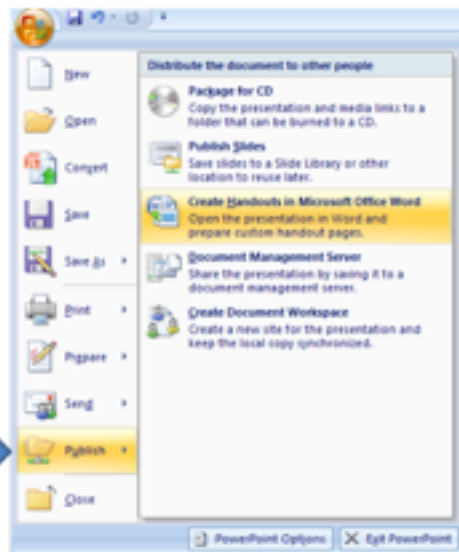 New
Open
Convert
Save
Save As
Print
Prepare
Send
Publish
Close
Distribute the document to other people
Package for CD
Copy the presentation and media links to a
folder that can be burned to a CD.
Publish Slides
Save slides to a Slide Library or other
location to reuse later.
Create Handouts in Microsoft Office Word
Open the presentation in Word and
prepare custom handout pages.
Document Management Server
Share the presentation by saving it to a
document management server.
Create Document Workspace
Create a new site for the presentation and
keep the local copy synchronized.
PowerPoint Options
Exit PowerPoint